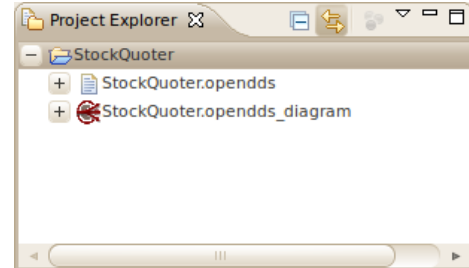 Project Explorer
StockQuoter
StockQuoter.opendds
StockQuoter.opendds_diagram